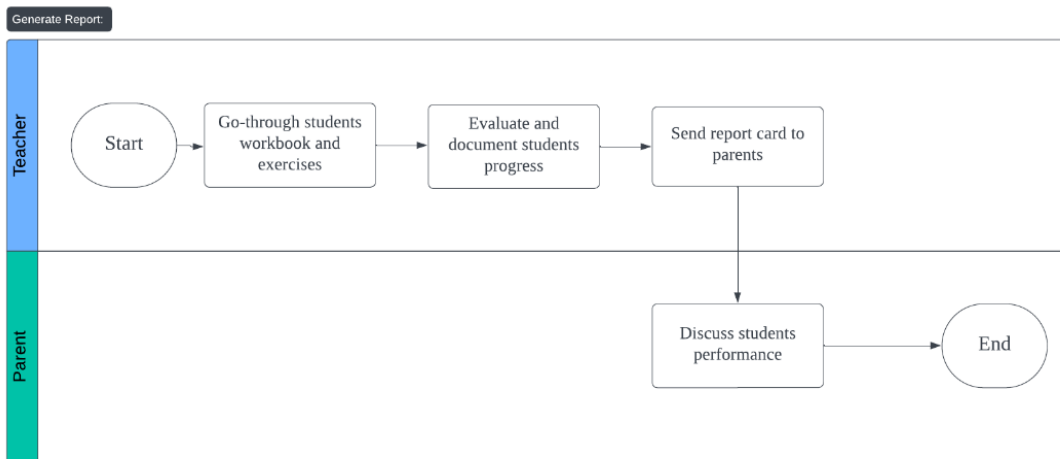 Generate Report:
Teacher
Start
Go-through students
workbook and
exercises
Evaluate and
document students
progress
Send report card to
parents
Parent
Discuss students
performance
End